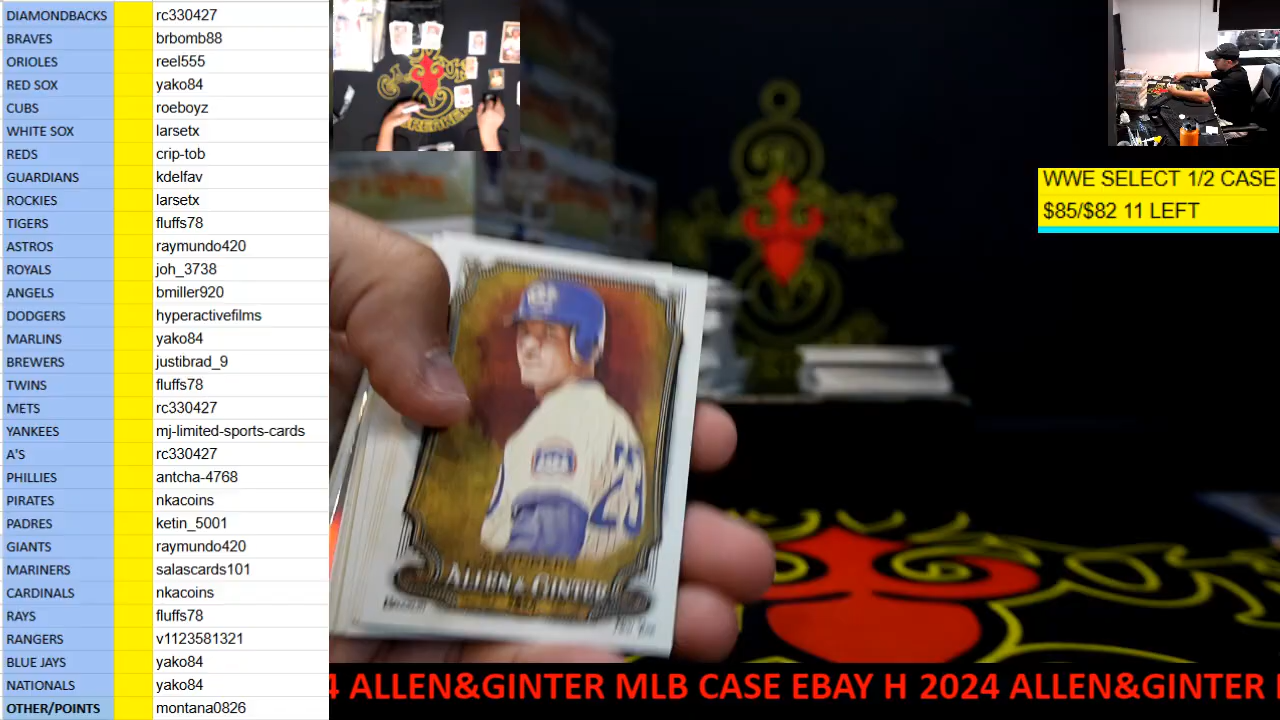 DIAMONDBACKS rc330427
BRAVES brbomb88
ORIOLES reel555
RED SOX yako84
CUBS roeboyz
WHITE SOX larsetx
REDS crip-tob
GUARDIANS kdelfav
ROCKIES larsetx
TIGERS fluffs78
ASTROS raymundo420
ROYALS joh_3738
ANGELS bmiller920
DODGERS hyperactivefilms
MARLINS yako84
BREWERS justibrad_9
TWINS fluffs78
METS rc330427
YANKEES mj-limited-sports-cards
A'S rc330427
PHILLIES antcha-4768
PIRATES nkacoins
PADRES ketin_5001
GIANTS raymundo420
MARINERS salascards101
CARDINALS nkacoins
RAYS fluffs78
RANGERS v1123581321
BLUE JAYS yako84
NATIONALS yako84
OTHER/POINTS montana0826
WWE SELECT 1/2 CASE
$85/$82 11 LEFT
23
ALLEN & GINTER
4 ALLEN&GINTER MLB CASE EBAY H 2024 ALLEN&GINTER